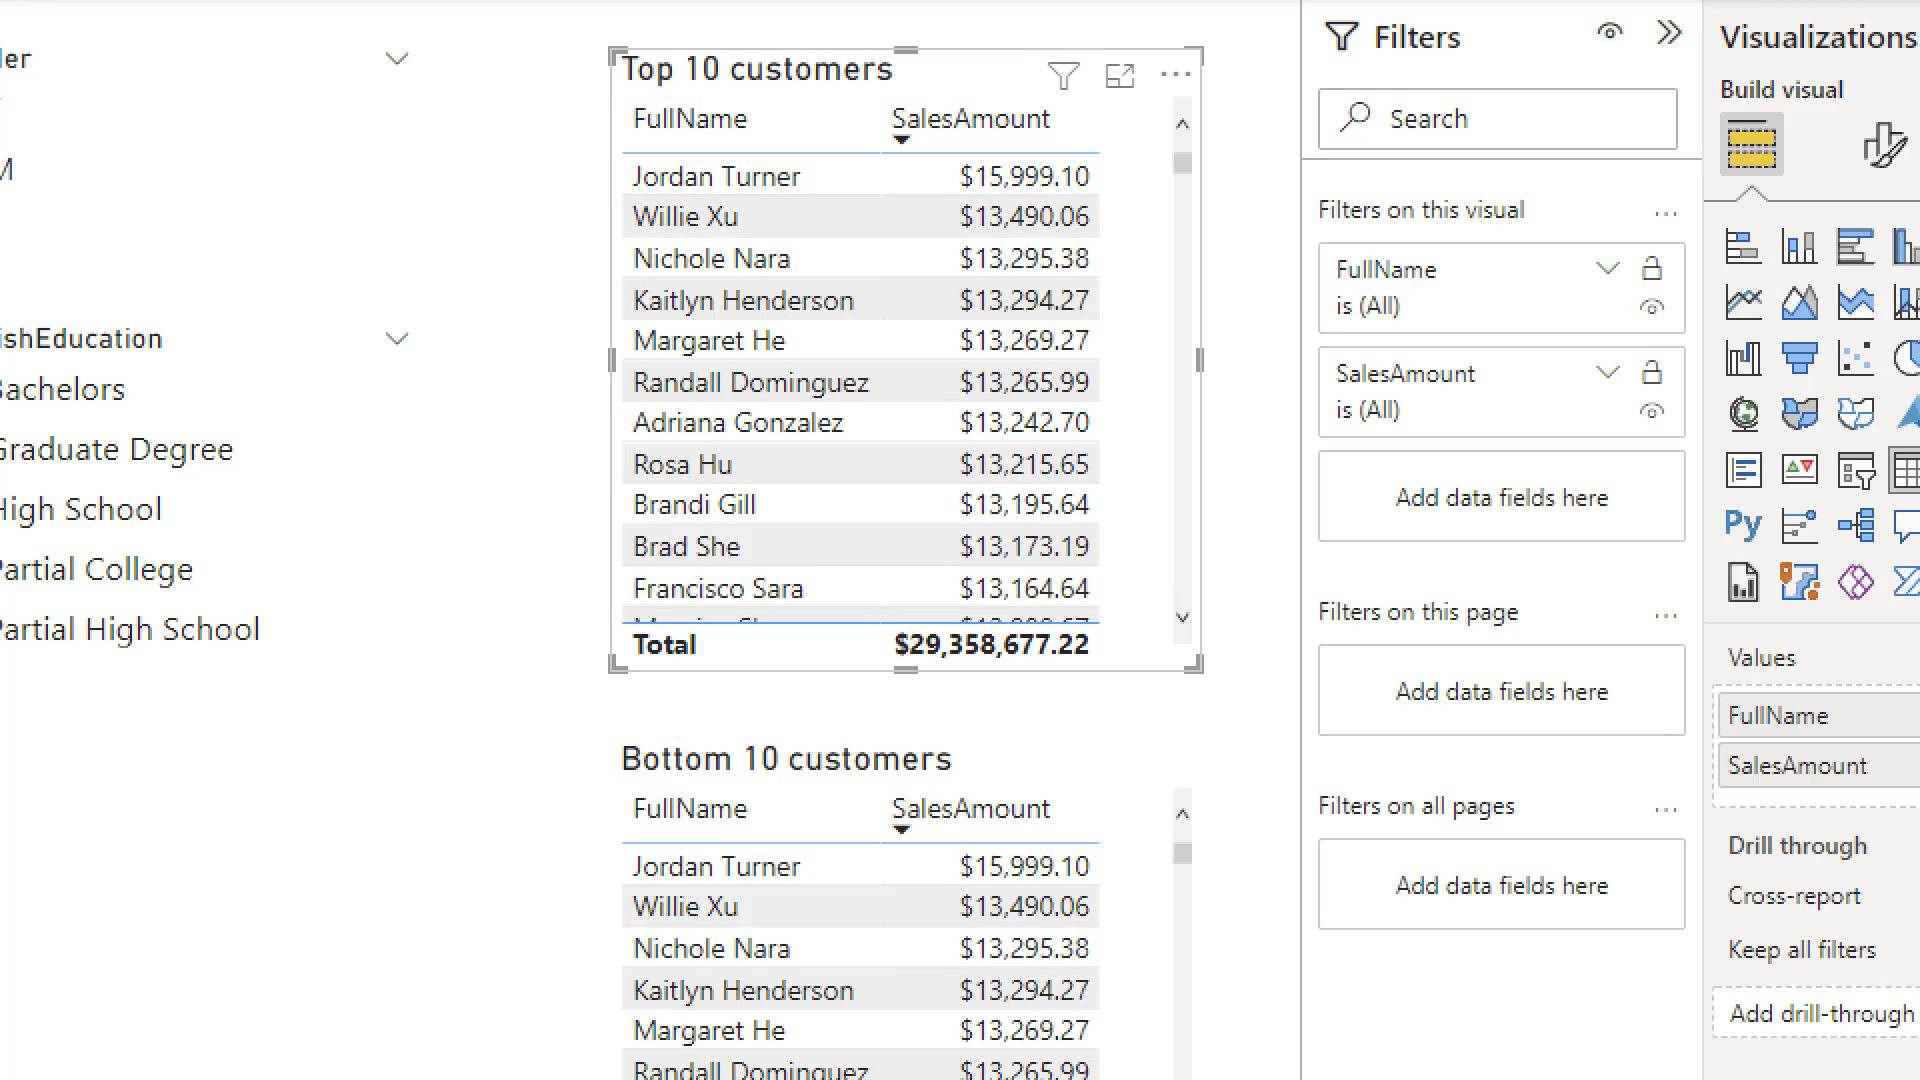 er
M
ishEducation
Bachelors
Graduate Degree
High School
Partial College
Partial High School
Top 10 customers
FullName SalesAmount
Jordan Turner $15,999.10
Willie Xu $13,490.06
Nichole Nara $13,295.38
Kaitlyn Henderson $13,294.27
Margaret He $13,269.27
Randall Dominguez $13,265.99
Adriana Gonzalez $13,242.70
Rosa Hu $13,215.65
Brandi Gill $13,195.64
Brad She $13,173.19
Francisco Sara $13,164.64
Total $29,358,677.22
Bottom 10 customers
FullName SalesAmount
Jordan Turner $15,999.10
Willie Xu $13,490.06
Nichole Nara $13,295.38
Kaitlyn Henderson $13,294.27
Margaret He $13,269.27
Randall Dominguez $13,265.99
Filters
Search
Filters on this visual ...
FullName
is (All)
SalesAmount
is (All)
Add data fields here
Filters on this page ...
Add data fields here
Filters on all pages ...
Add data fields here
Visualizations
Build visual
Py
Values
FullName
SalesAmount
Drill through
Cross-report
Keep all filters
Add drill-through